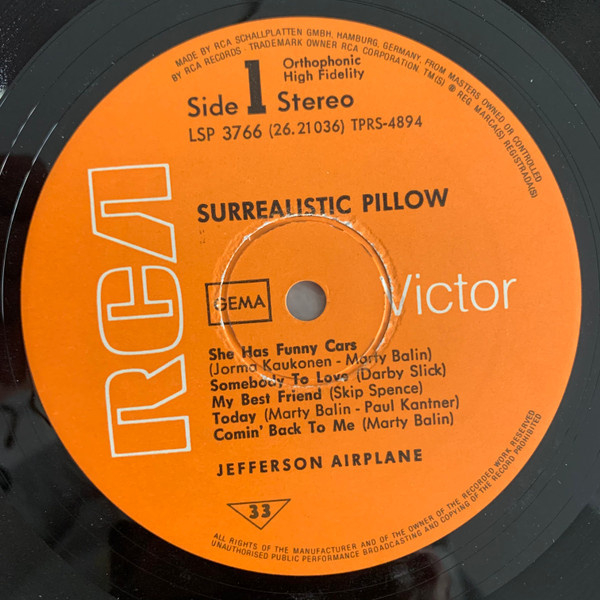 MADE BY RCA SCHALLPLATTEN GMBH, HAMBURG, GERMANY, FROM MASTERS OWNED OR CONTROLLED
BY RCA RECORDS · TRADEMARK OWNER RCA CORPORATION TM(S) ® REG MARCA(S) REGISTRADA(S)
Orthophonic
High Fidelity
Side 1 Stereo
LSP 3766 (26.21036) TPRS-4894
RCA
SURREALISTIC PILLOW
GEMA
Victor
She Has Funny Cars
(Jorma Kaukonen - Marty Balin)
Somebody To Love (Darby Slick)
My Best Friend (Skip Spence)
Today (Marty Balin - Paul Kantner)
Comin' Back To Me (Marty Balin)
JEFFERSON AIRPLANE
33
ALL RIGHTS OF THE MANUFACTURER AND OF THE OWNER OF THE RECORDED WORK RESERVED
UNAUTHORISED PUBLIC PERFORMANCE BROADCASTING AND COPYING OF THE RECORD PROHIBITED